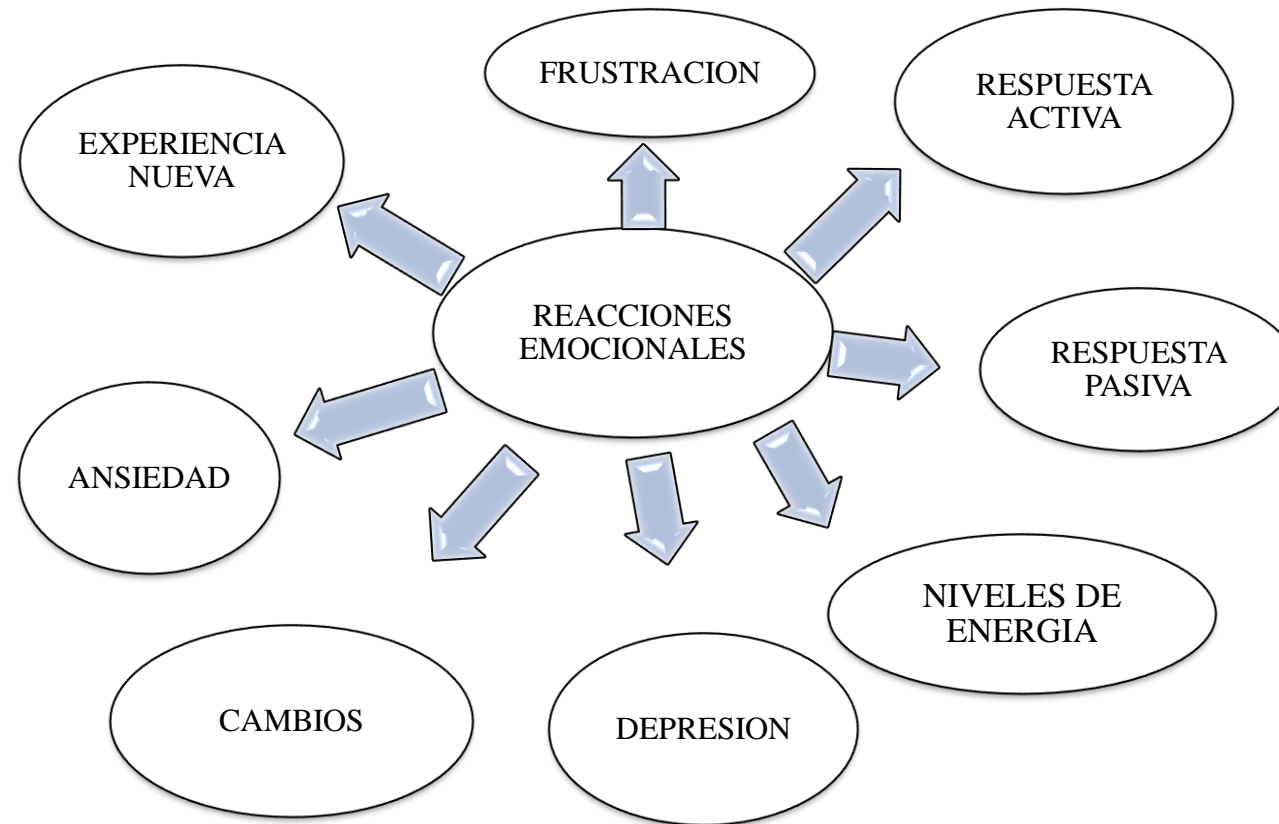 FRUSTRACION
RESPUESTA
ACTIVA
EXPERIENCIA
NUEVA
REACCIONES
EMOCIONALES
RESPUESTA
PASIVA
ANSIEDAD
NIVELES DE
ENERGIA
CAMBIOS
DEPRESION